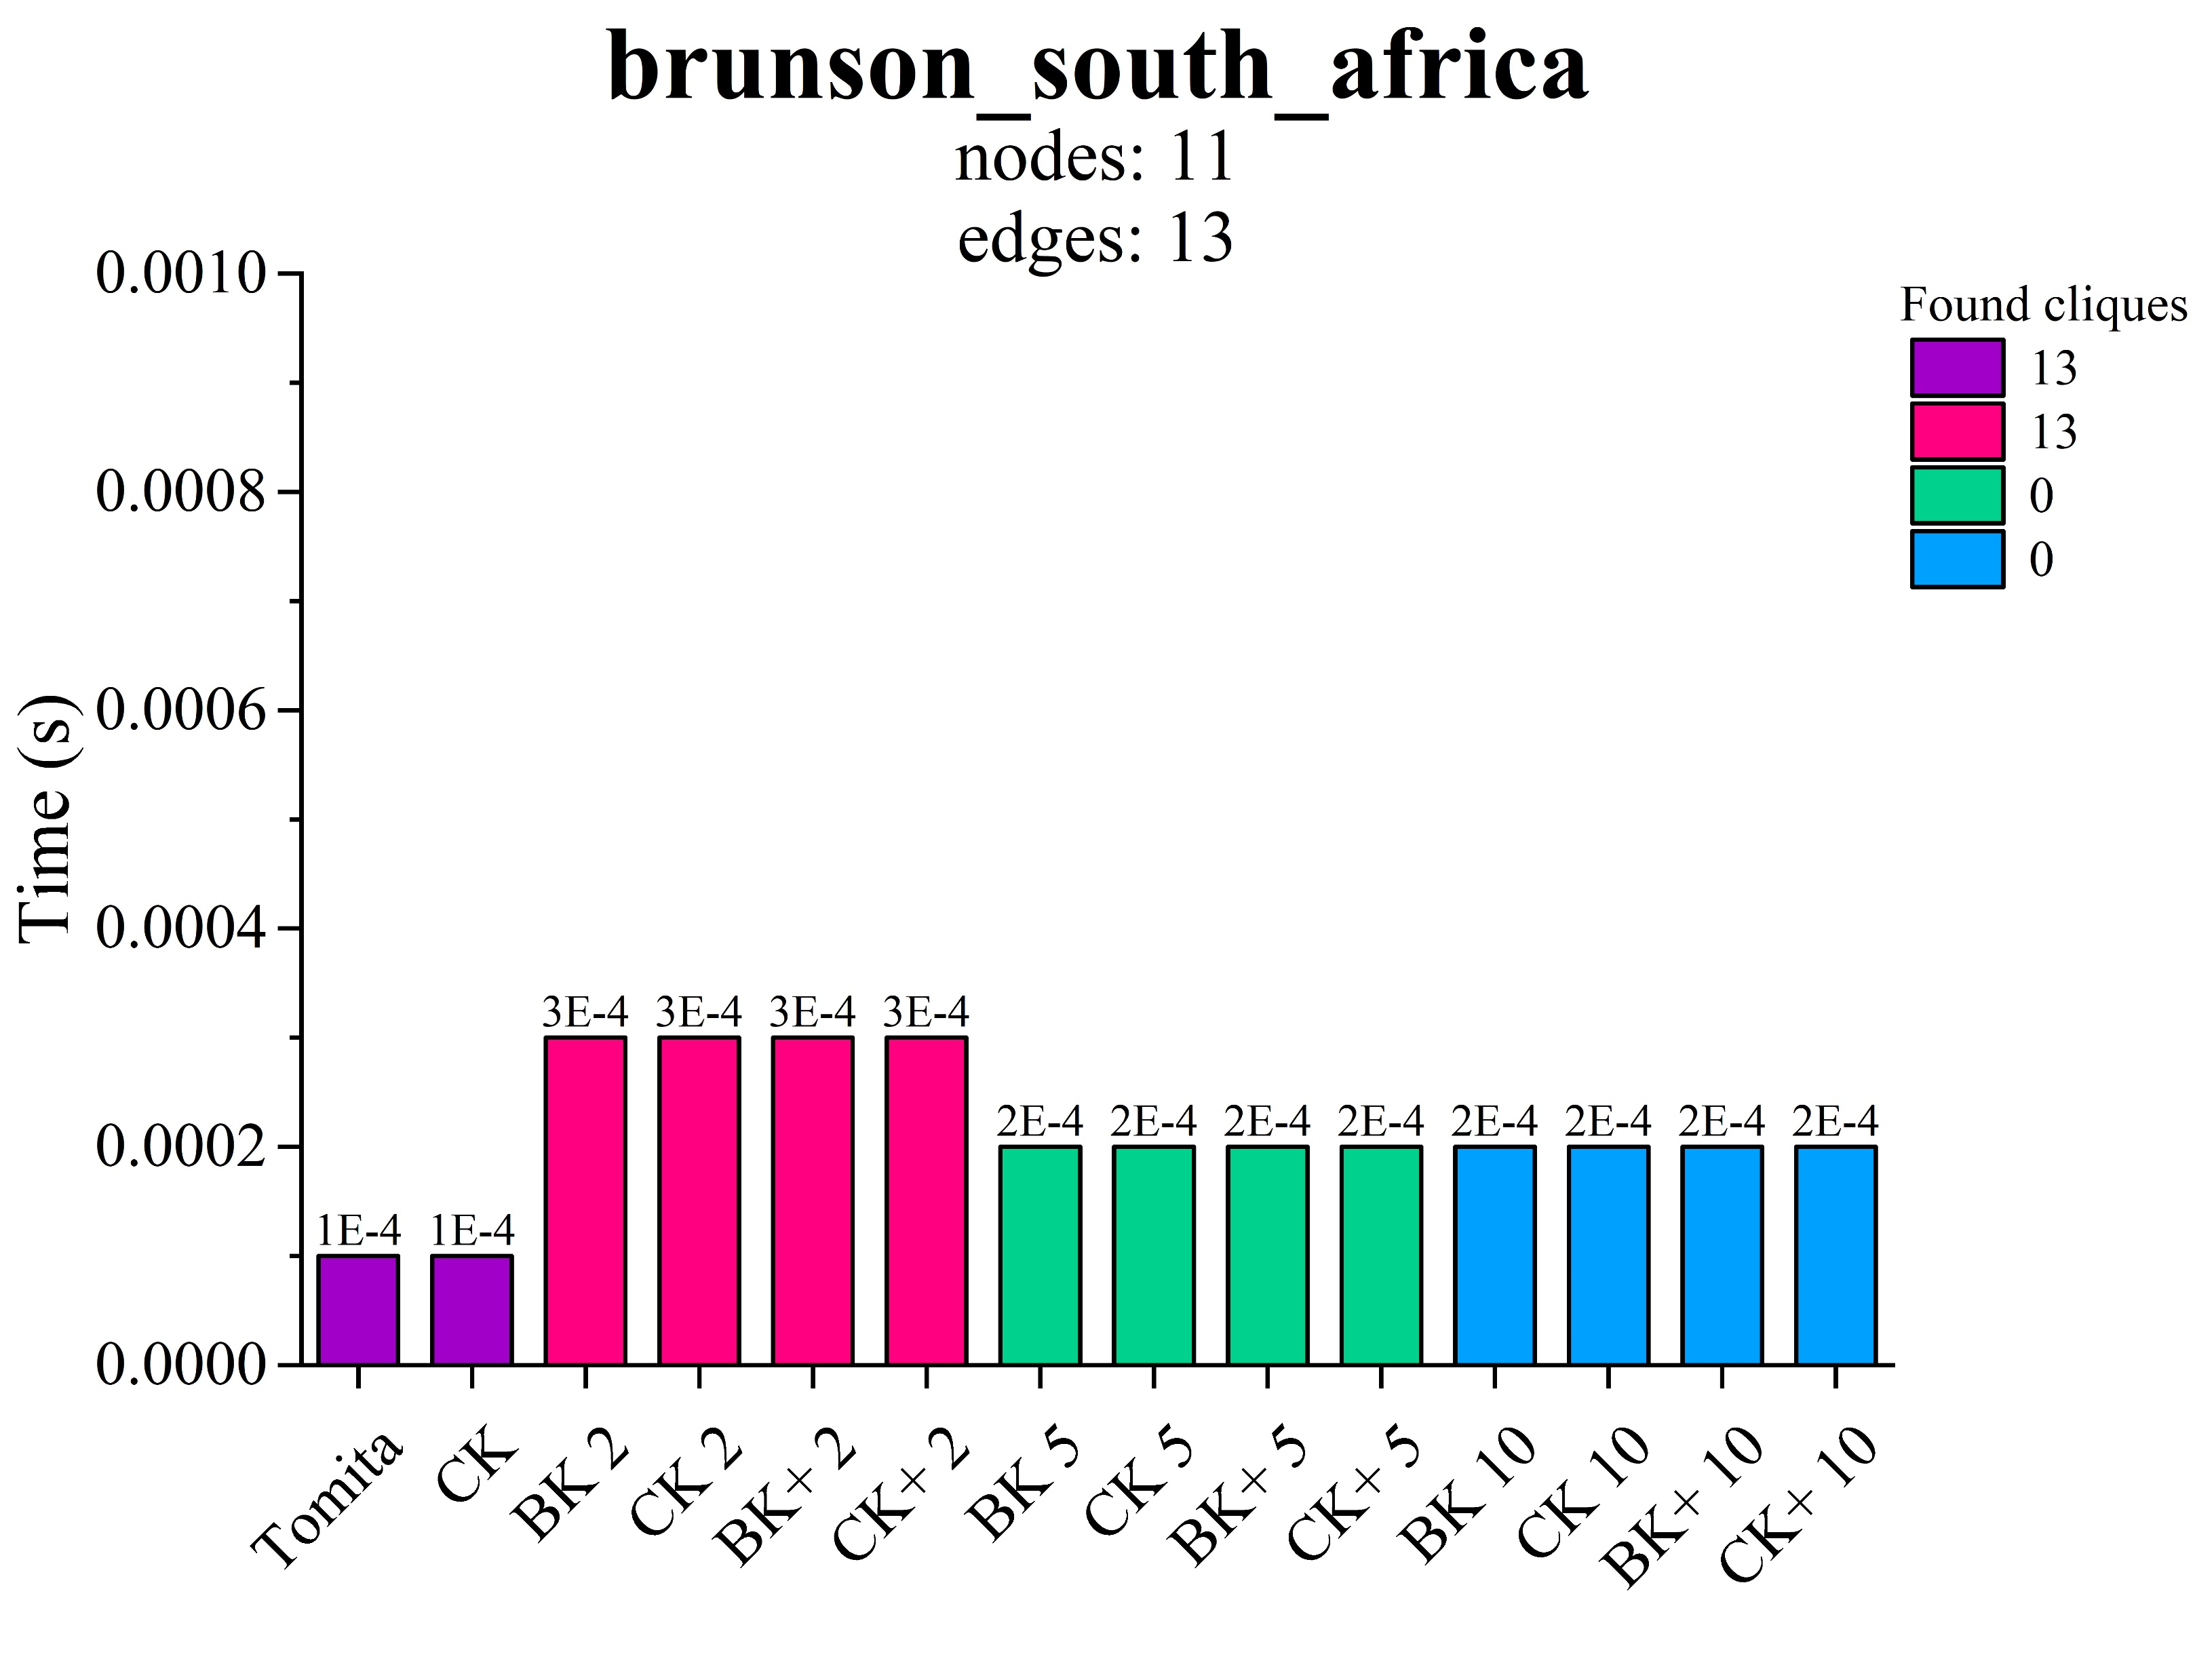 brunson_south_africa
nodes: 11
edges: 13
Found cliques
13
13
0
0
Time (s)
0.0010
0.0008
0.0006
0.0004
0.0002
0.0000
1E-4 1E-4 3E-4 3E-4 3E-4 3E-4 2E-4 2E-4 2E-4 2E-4 2E-4 2E-4 2E-4 2E-4
Tomita
CK
BK 2
CK 2
BK+ 2
CK+ 2
BK 5
CK 5
BK+ 5
CK+ 5
BK 10
CK 10
BK+ 10
CK+ 10